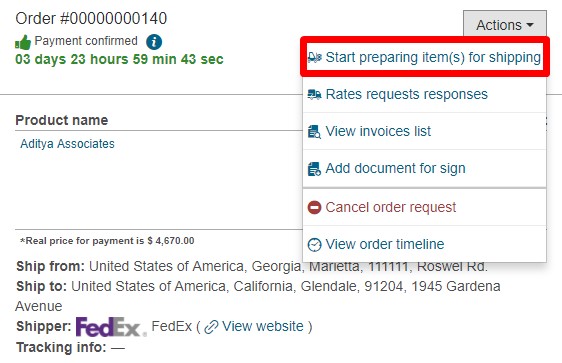 Order #00000000140
Actions
Payment confirmed
03 days 23 hours 59 min 43 sec
Start preparing item(s) for shipping
Rates requests responses
View invoices list
Add document for sign
Cancel order request
View order timeline
Product name
Aditya Associates
*Real price for payment is $ 4,670.00
Ship from: United States of America, Georgia, Marietta, 111111, Roswel Rd.
Ship to: United States of America, California, Glendale, 91204, 1945 Gardena
Avenue
Shipper: FedEx. FedEx ( View website )
Tracking info: —